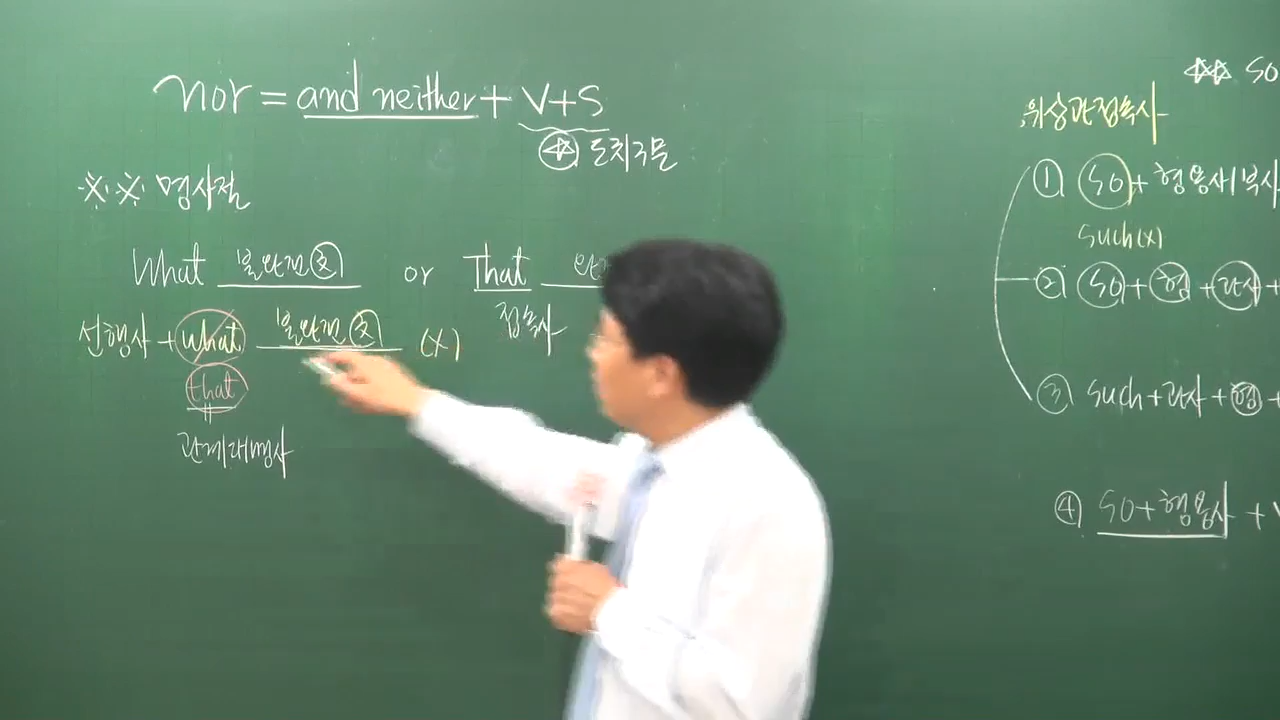 nor = and neither + V+S
☆ 도치구문
※※ 명사절
What 불완전(文) or That 완
접속사
선행사 + what 불완전(文) (X)
that
관계대명사
☆☆ so
위상관접속사
① so + 형용사/부사
such(x)
② so + 형 + 관사 +
③ such + 관사 + 형 +
④ so + 형용사 + V